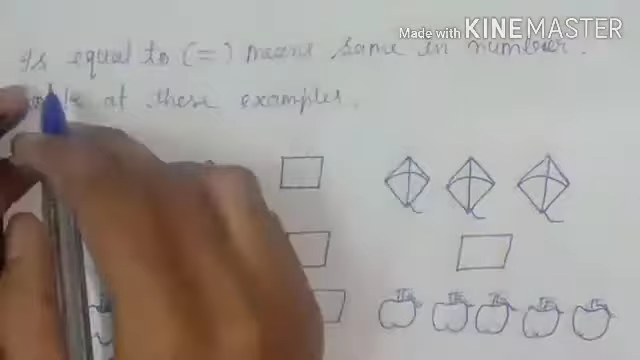 Made with KINEMASTER
Is equal to (=) means same in number.
at these examples.